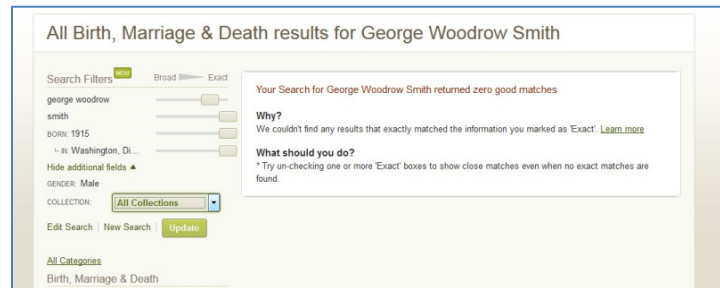 All Birth, Marriage & Death results for George Woodrow Smith
Search Filters NEW Broad Exact
george woodrow
smith
BORN: 1915
IN: Washington, Di...
Hide additional fields ▲
GENDER: Male
COLLECTION: All Collections
Edit Search | New Search | Update
All Categories
Birth, Marriage & Death
Your Search for George Woodrow Smith returned zero good matches
Why?
We couldn't find any results that exactly matched the information you marked as 'Exact'. Learn more
What should you do?
* Try un-checking one or more 'Exact' boxes to show close matches even when no exact matches are
found.